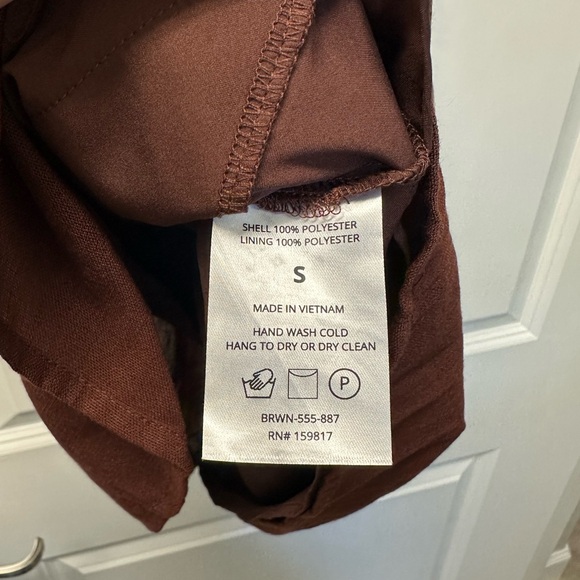 SHELL 100% POLYESTER
LINING 100% POLYESTER
S
MADE IN VIETNAM
HAND WASH COLD
HANG TO DRY OR DRY CLEAN
P
BRWN-555-887
RN# 159817